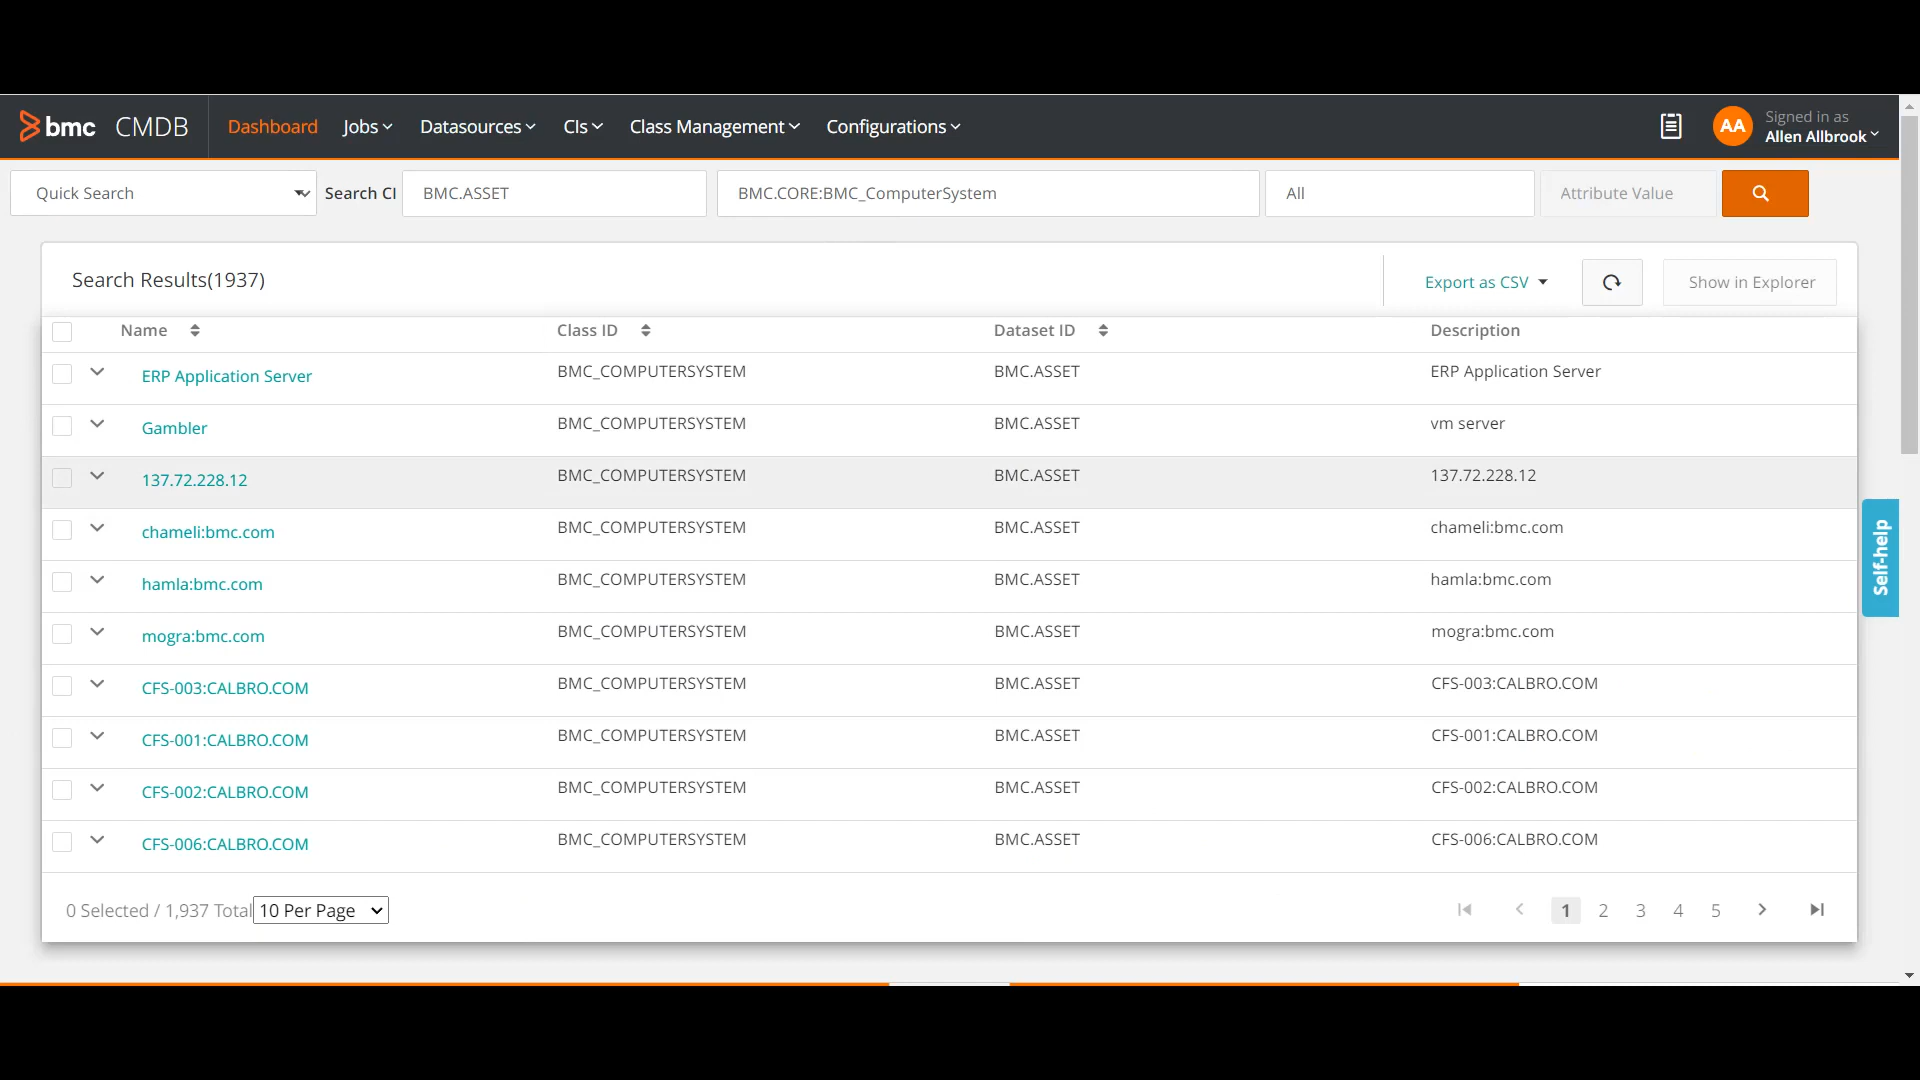 bmc CMDB Dashboard Jobs Datasources CIs Class Management Configurations AA Signed in as
Allen Allbrook
Quick Search Search CI BMC.ASSET BMC.CORE:BMC_ComputerSystem All Attribute Value
Search Results(1937) Export as CSV Show in Explorer
Name Class ID Dataset ID Description
ERP Application Server BMC_COMPUTERSYSTEM BMC.ASSET ERP Application Server
Gambler BMC_COMPUTERSYSTEM BMC.ASSET vm server
137.72.228.12 BMC_COMPUTERSYSTEM BMC.ASSET 137.72.228.12
chameli:bmc.com BMC_COMPUTERSYSTEM BMC.ASSET chameli:bmc.com
hamla:bmc.com BMC_COMPUTERSYSTEM BMC.ASSET hamla:bmc.com
mogra:bmc.com BMC_COMPUTERSYSTEM BMC.ASSET mogra:bmc.com
CFS-003:CALBRO.COM BMC_COMPUTERSYSTEM BMC.ASSET CFS-003:CALBRO.COM
CFS-001:CALBRO.COM BMC_COMPUTERSYSTEM BMC.ASSET CFS-001:CALBRO.COM
CFS-002:CALBRO.COM BMC_COMPUTERSYSTEM BMC.ASSET CFS-002:CALBRO.COM
CFS-006:CALBRO.COM BMC_COMPUTERSYSTEM BMC.ASSET CFS-006:CALBRO.COM
0 Selected / 1,937 Total 10 Per Page 1 2 3 4 5
Self-help